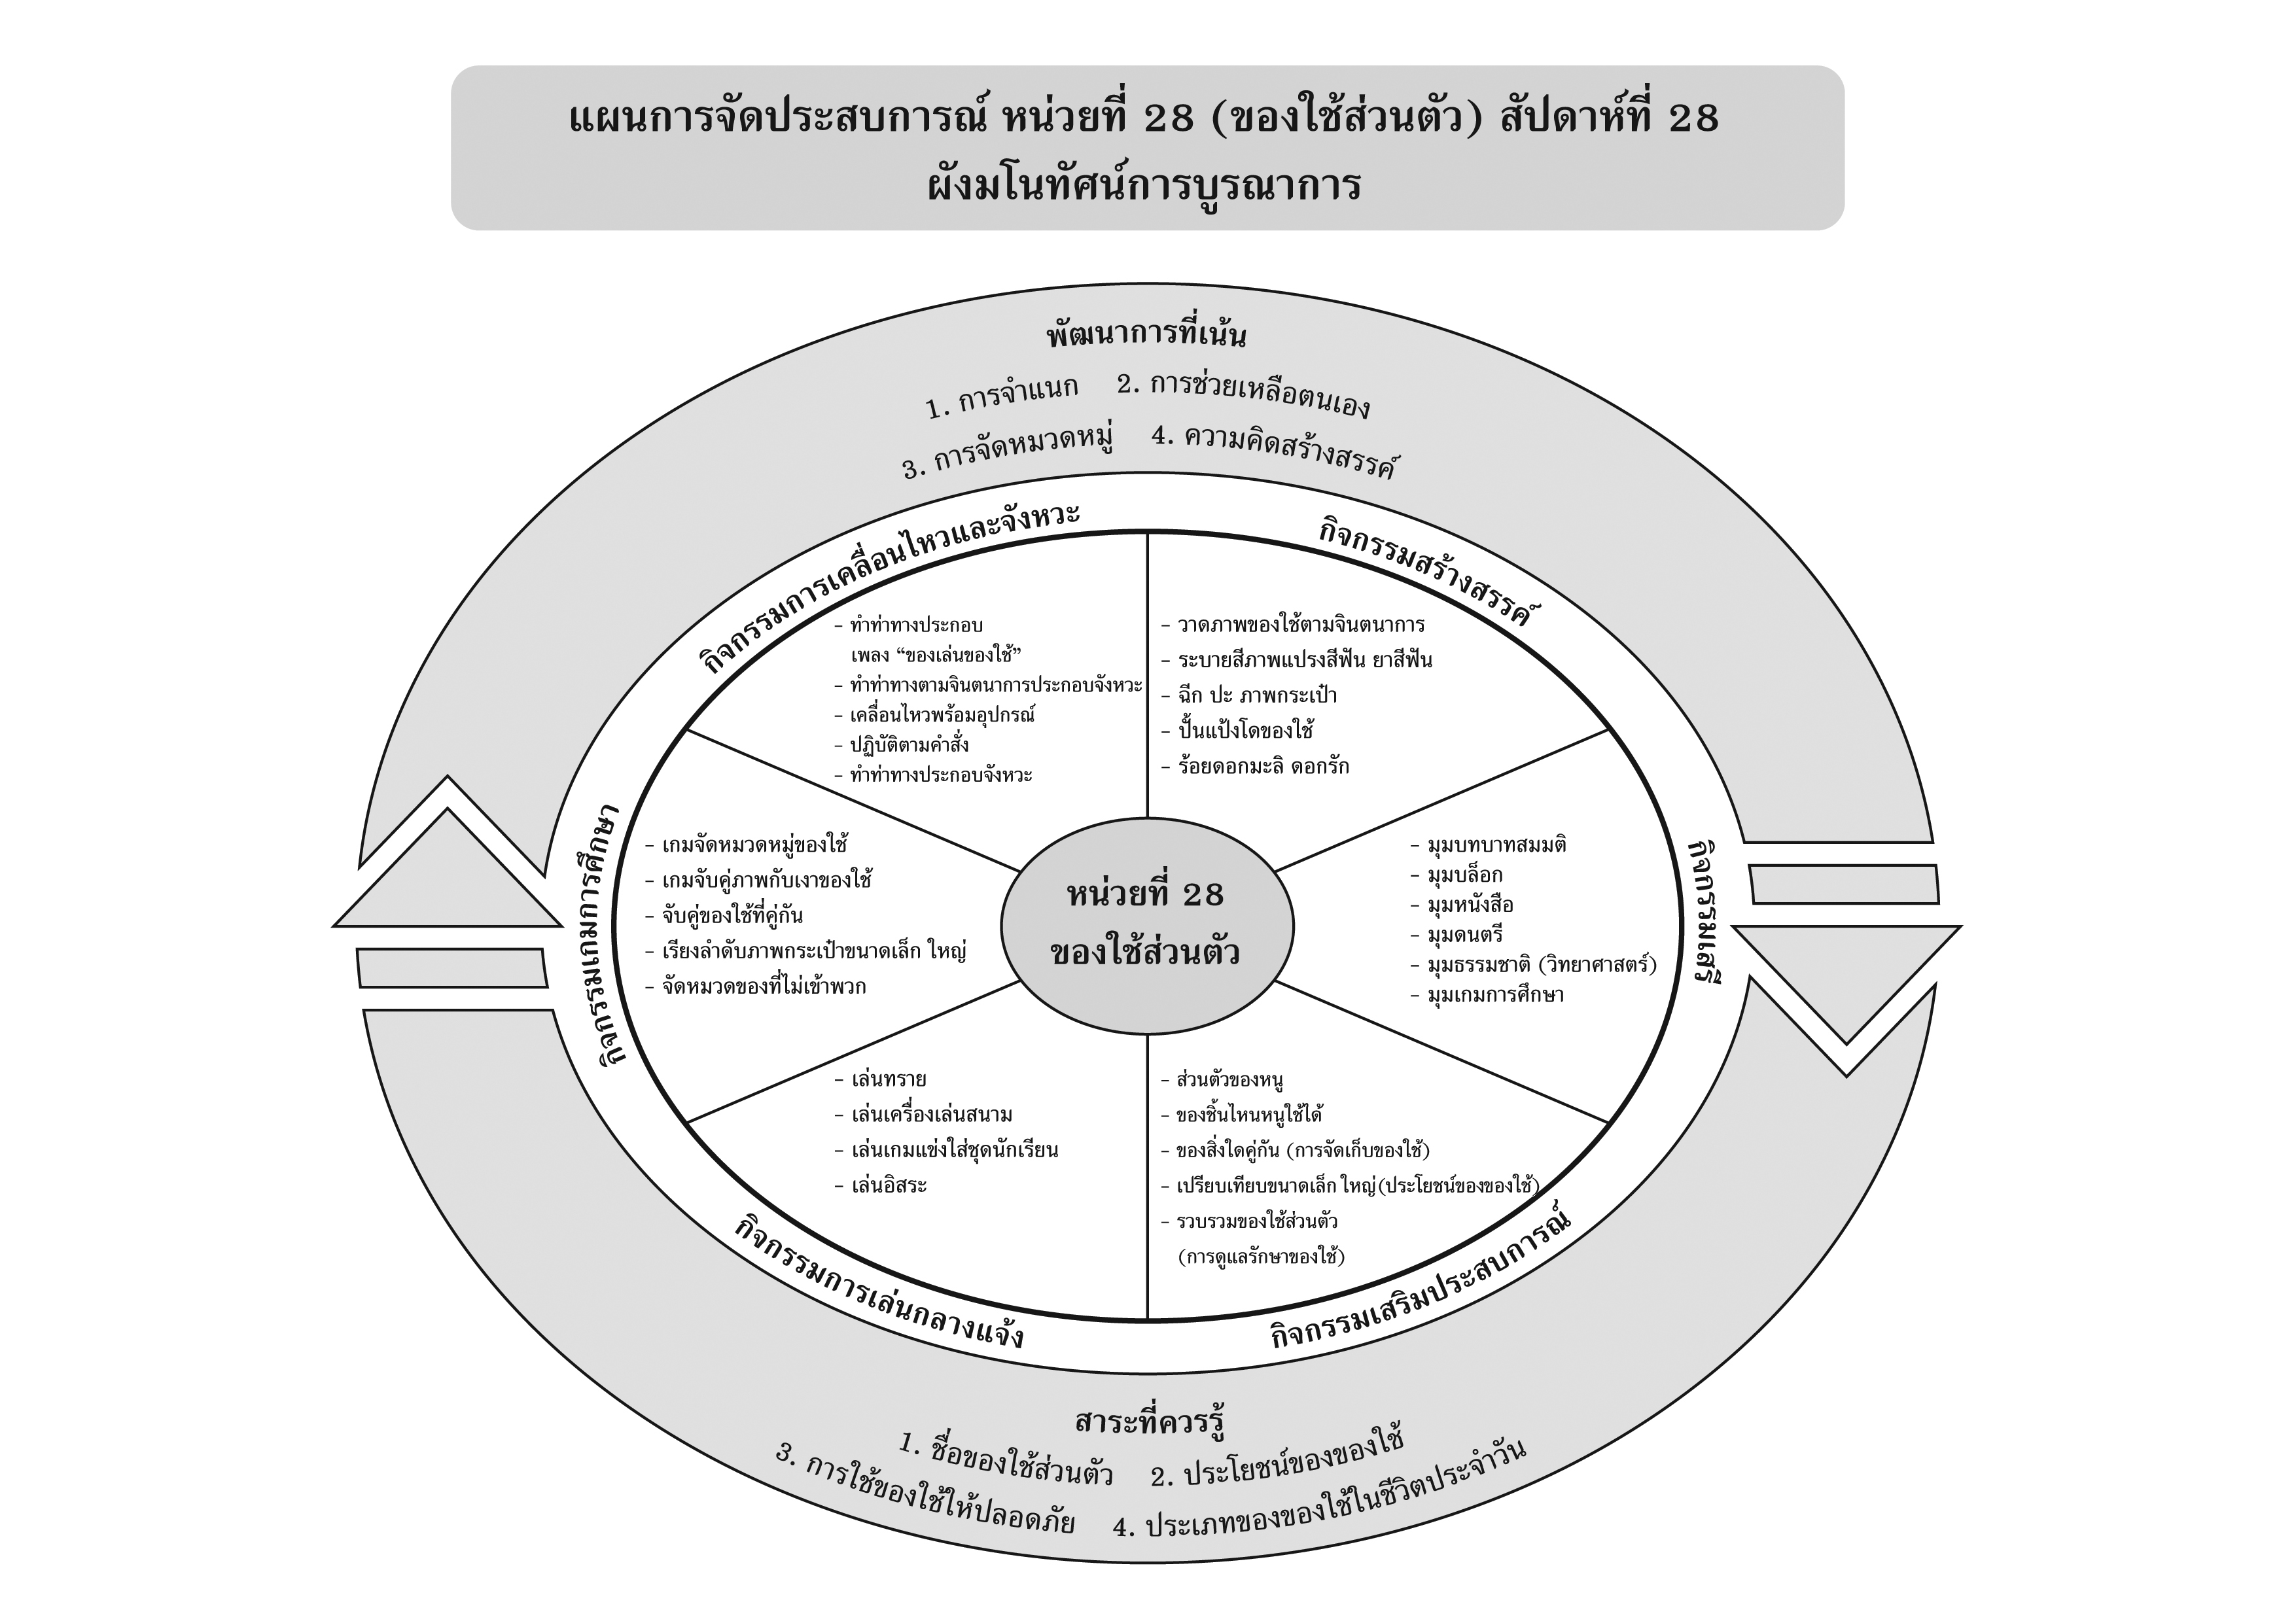 แผนการจัดประสบการณ์ หน่วยที่ 28 (ของใช้ส่วนตัว) สัปดาห์ที่ 28
ผังมโนทัศน์การบูรณาการ
พัฒนาการที่เน้น
1. การจำแนก 2. การช่วยเหลือตนเอง
3. การจัดหมวดหมู่ 4. ความคิดสร้างสรรค์
กิจกรรมการเคลื่อนไหวและจังหวะ
- ทำท่าทางประกอบ
เพลง “ของเล่นของใช้”
- ทำท่าทางตามจินตนาการประกอบจังหวะ
- เคลื่อนไหวพร้อมอุปกรณ์
- ปฏิบัติตามคำสั่ง
- ทำท่าทางประกอบจังหวะ
กิจกรรมสร้างสรรค์
- วาดภาพของใช้ตามจินตนาการ
- ระบายสีภาพแปรงสีฟัน ยาสีฟัน
- ฉีก ปะ ภาพกระเป๋า
- ปั้นแป้งโดของใช้
- ร้อยดอกมะลิ ดอกรัก
กิจกรรมเกมการศึกษา
- เกมจัดหมวดหมู่ของใช้
- เกมจับคู่ภาพกับเงาของใช้
- จับคู่ของใช้ที่คู่กัน
- เรียงลำดับภาพกระเป๋าขนาดเล็ก ใหญ่
- จัดหมวดของที่ไม่เข้าพวก
หน่วยที่ 28
ของใช้ส่วนตัว
กิจกรรมเสรี
- มุมบทบาทสมมติ
- มุมบล็อก
- มุมหนังสือ
- มุมดนตรี
- มุมธรรมชาติ (วิทยาศาสตร์)
- มุมเกมการศึกษา
- เล่นทราย
- เล่นเครื่องเล่นสนาม
- เล่นเกมแข่งใส่ชุดนักเรียน
- เล่นอิสระ
กิจกรรมการเล่นกลางแจ้ง
- ส่วนตัวของหนู
- ของชิ้นไหนหนูใช้ได้
- ของสิ่งใดคู่กัน (การจัดเก็บของใช้)
- เปรียบเทียบขนาดเล็ก ใหญ่ (ประโยชน์ของของใช้)
- รวบรวมของใช้ส่วนตัว
(การดูแลรักษาของใช้)
กิจกรรมเสริมประสบการณ์
สาระที่ควรรู้
1. ชื่อของใช้ส่วนตัว 2. ประโยชน์ของของใช้
3. การใช้ของใช้ให้ปลอดภัย 4. ประเภทของของใช้ในชีวิตประจำวัน